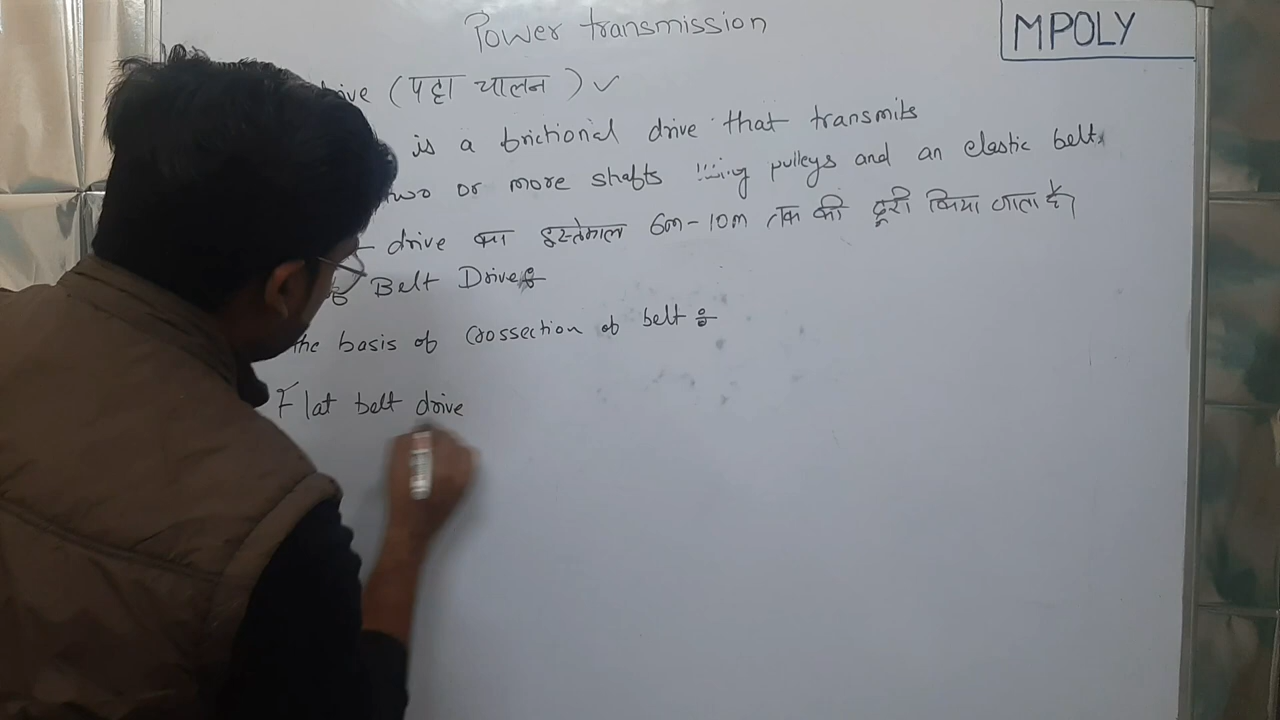 Power transmission
MPOLY
ive (पट्टा चालन) ✓
is a frictional drive that transmits
two or more shafts using pulleys and an elastic belt
drive का इस्तेमाल 6m-10m तक की दूरी किया जाता है।
Belt Drive:
the basis of Crossection of belt :-
Flat belt drive